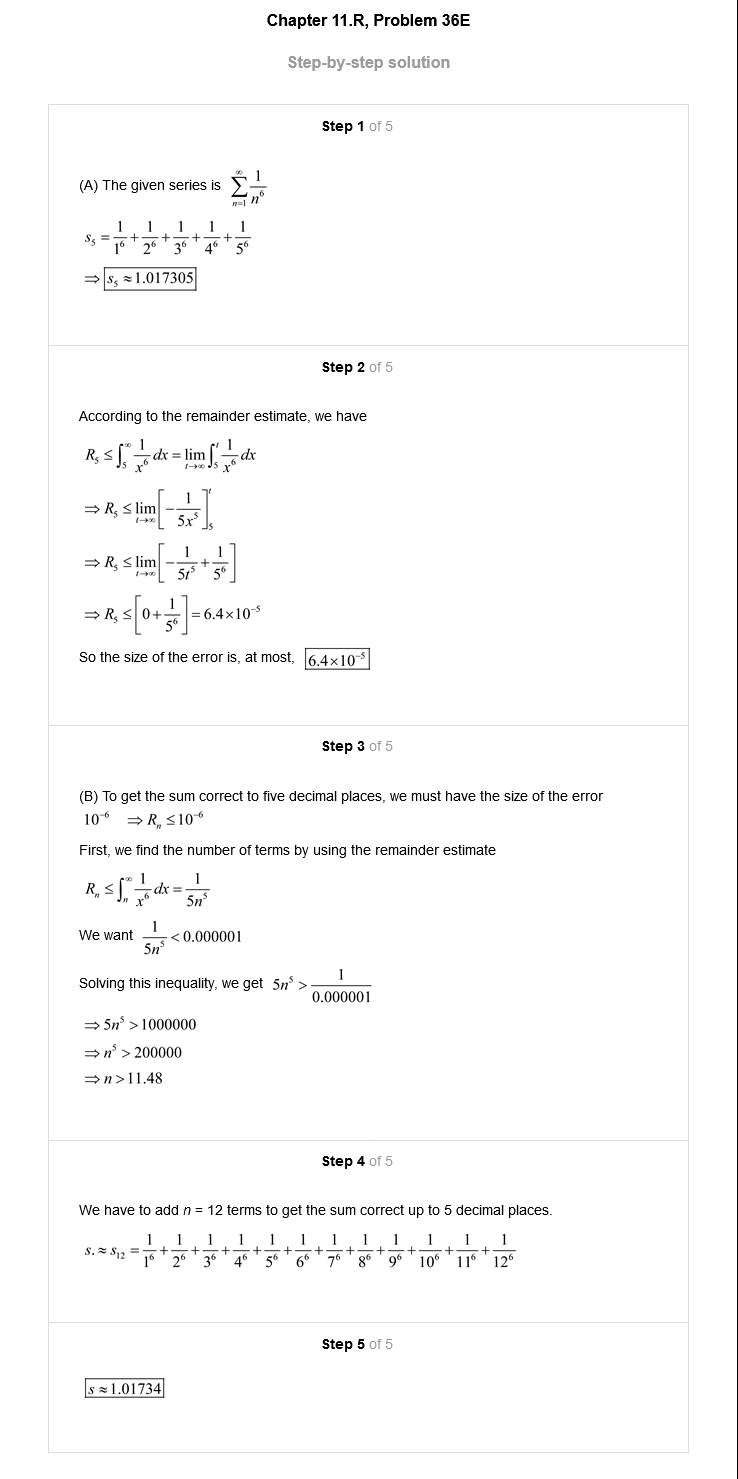 Chapter 11.R, Problem 36E
Step-by-step solution
Step 1 of 5
(A) The given series is $\sum_{n=1}^{\infty} \frac{1}{n^6}$
$s_5 = \frac{1}{1^6} + \frac{1}{2^6} + \frac{1}{3^6} + \frac{1}{4^6} + \frac{1}{5^6}$
$\Rightarrow \boxed{s_5 \approx 1.017305}$
Step 2 of 5
According to the remainder estimate, we have
$R_5 \leq \int_5^{\infty} \frac{1}{x^6} dx = \lim_{t \to \infty} \int_5^t \frac{1}{x^6} dx$
$\Rightarrow R_5 \leq \lim_{t \to \infty} \left[ -\frac{1}{5x^5} \right]_5^t$
$\Rightarrow R_5 \leq \lim_{t \to \infty} \left[ -\frac{1}{5t^5} + \frac{1}{5^6} \right]$
$\Rightarrow R_5 \leq \left[ 0 + \frac{1}{5^6} \right] = 6.4 \times 10^{-5}$
So the size of the error is, at most, $\boxed{6.4 \times 10^{-5}}$
Step 3 of 5
(B) To get the sum correct to five decimal places, we must have the size of the error
$10^{-6} \Rightarrow R_n \leq 10^{-6}$
First, we find the number of terms by using the remainder estimate
$R_n \leq \int_n^{\infty} \frac{1}{x^6} dx = \frac{1}{5n^5}$
We want $\frac{1}{5n^5} < 0.000001$
Solving this inequality, we get $5n^5 > \frac{1}{0.000001}$
$\Rightarrow 5n^5 > 1000000$
$\Rightarrow n^5 > 200000$
$\Rightarrow n > 11.48$
Step 4 of 5
We have to add n = 12 terms to get the sum correct up to 5 decimal places.
$s. \approx s_{12} = \frac{1}{1^6} + \frac{1}{2^6} + \frac{1}{3^6} + \frac{1}{4^6} + \frac{1}{5^6} + \frac{1}{6^6} + \frac{1}{7^6} + \frac{1}{8^6} + \frac{1}{9^6} + \frac{1}{10^6} + \frac{1}{11^6} + \frac{1}{12^6}$
Step 5 of 5
$\boxed{s \approx 1.01734}$